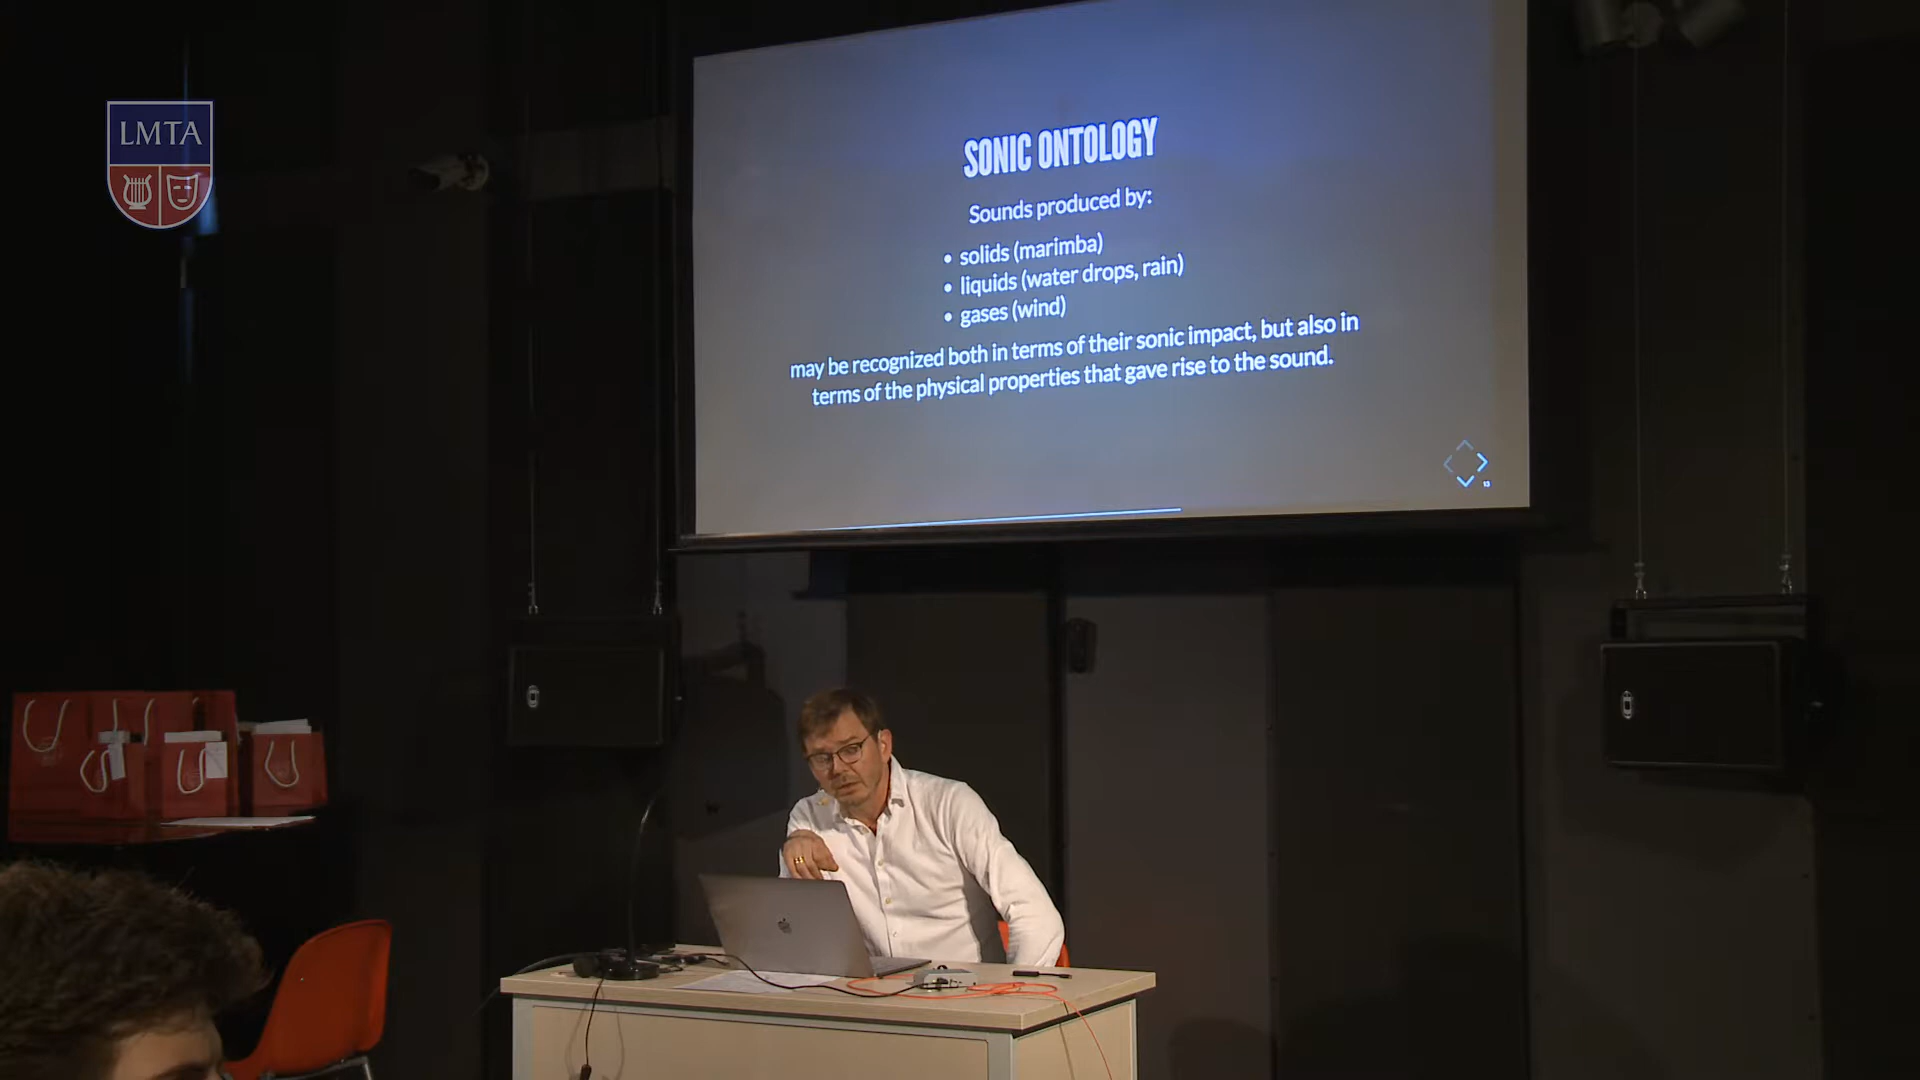 LMTA
SONIC ONTOLOGY
Sounds produced by:
• solids (marimba)
• liquids (water drops, rain)
• gases (wind)
may be recognized both in terms of their sonic impact, but also in
terms of the physical properties that gave rise to the sound.
13